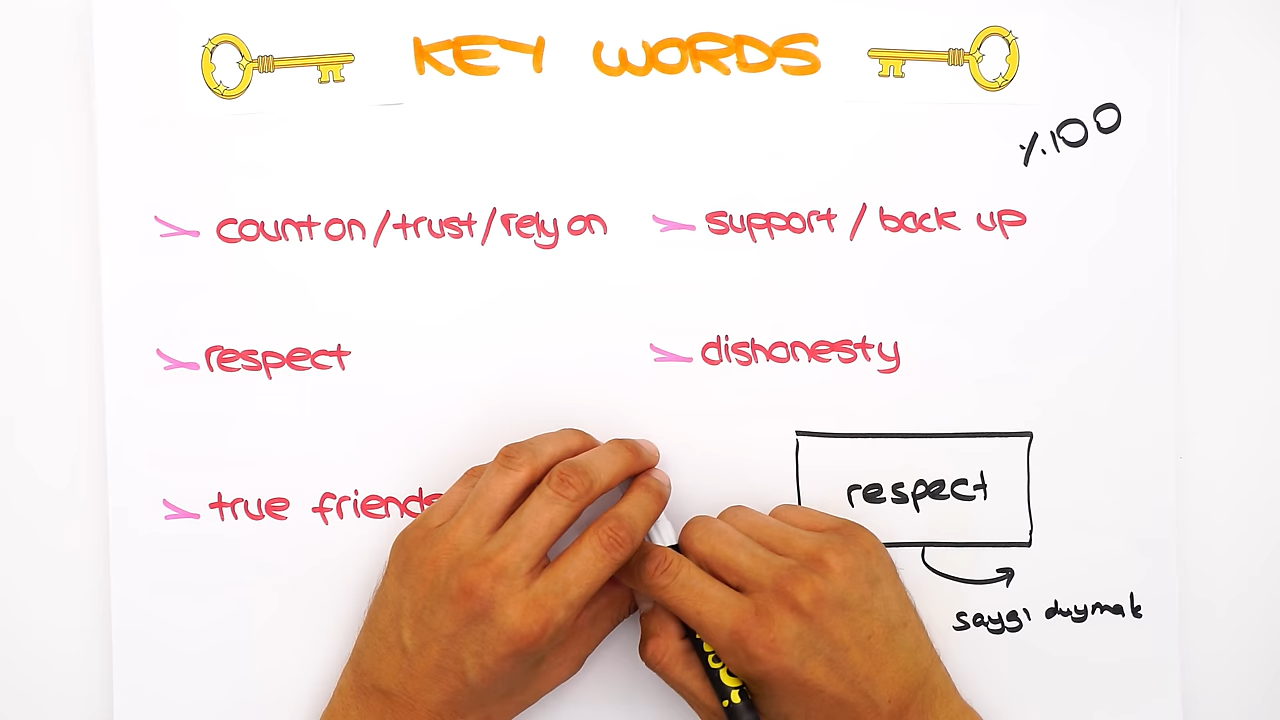 KEY WORDS
%100
count on / trust / rely on
support / back up
respect
dishonesty
true friends
respect
saygı duymak